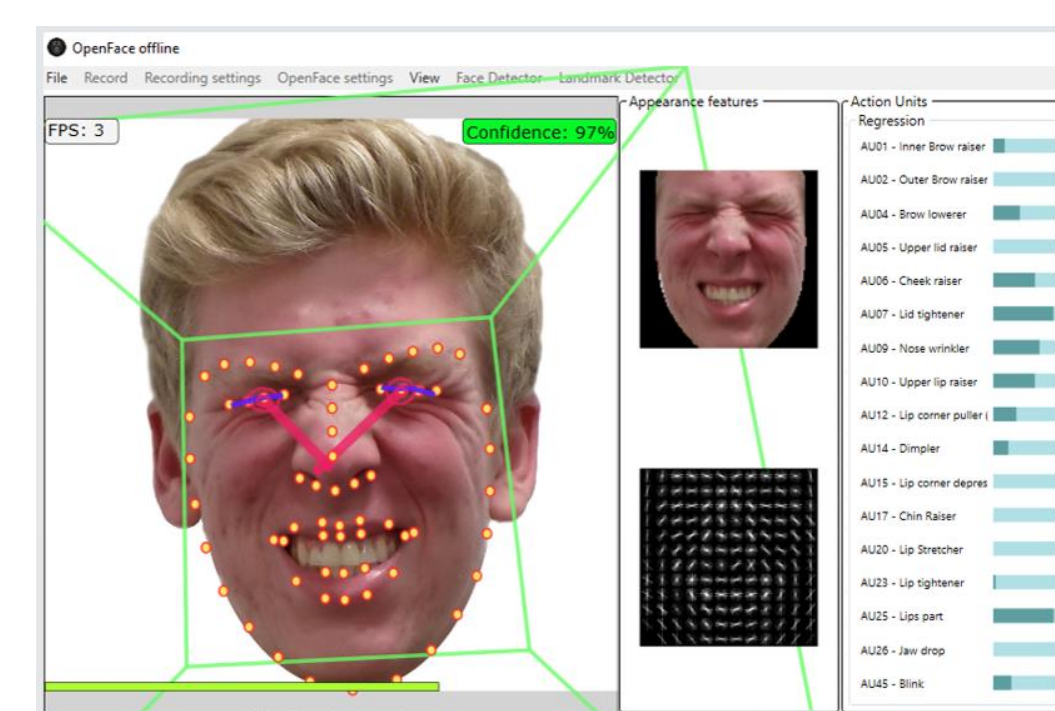 OpenFace offline
File Record Recording settings OpenFace settings View Face Detector Landmark Detector
FPS: 3
Confidence: 97%
Appearance features
Action Units
Regression
AU01 - Inner Brow raiser
AU02 - Outer Brow raiser
AU04 - Brow lowerer
AU05 - Upper lid raiser
AU06 - Cheek raiser
AU07 - Lid tightener
AU09 - Nose wrinkler
AU10 - Upper lip raiser
AU12 - Lip corner puller (
AU14 - Dimpler
AU15 - Lip corner depres
AU17 - Chin Raiser
AU20 - Lip Stretcher
AU23 - Lip tightener
AU25 - Lips part
AU26 - Jaw drop
AU45 - Blink